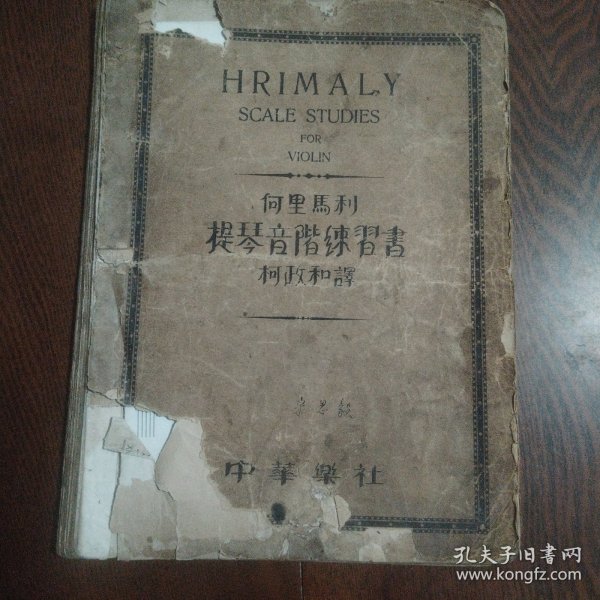 HRIMALY
SCALE STUDIES
FOR
VIOLIN
何里馬利
提琴音階練習書
柯政和譯
中華樂社
孔夫子旧書网
www.kongfz.com